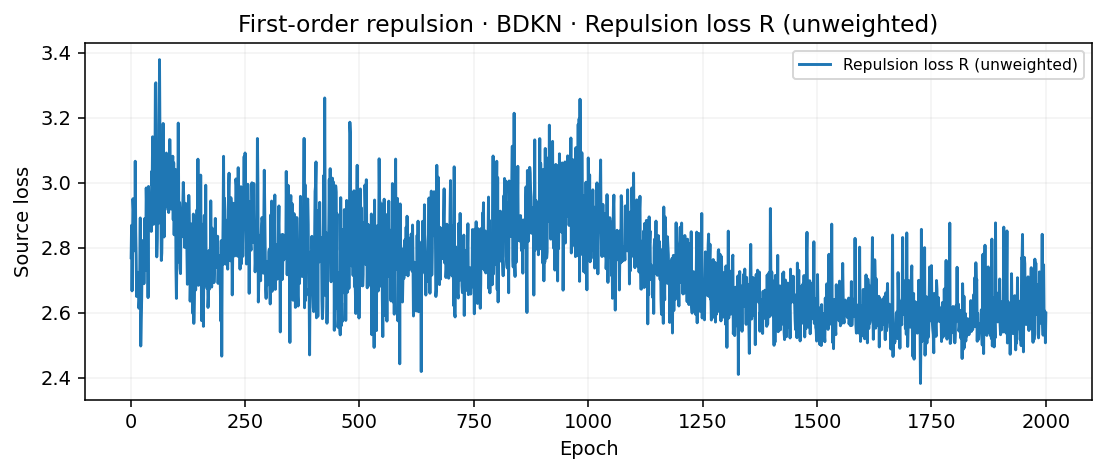 First-order repulsion · BDKN · Repulsion loss R (unweighted)
Repulsion loss R (unweighted)
Source loss
3.4
3.2
3.0
2.8
2.6
2.4
0 250 500 750 1000 1250 1500 1750 2000
Epoch